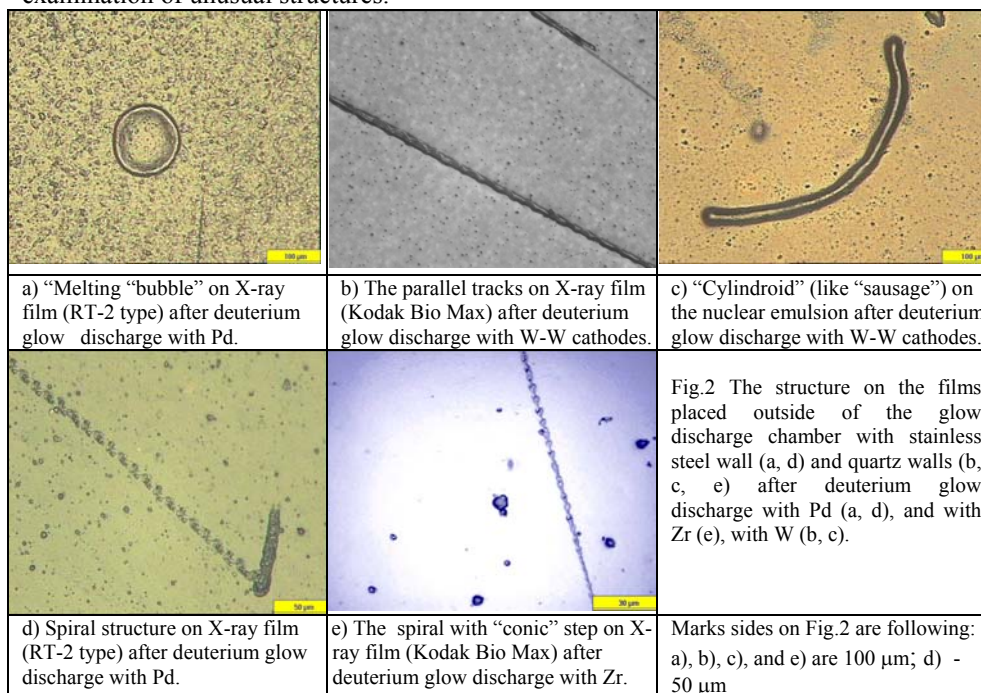 examination of unusual structures.
100 μm
100 μm
a) “Melting “bubble” on X-ray
film (RT-2 type) after deuterium
glow discharge with Pd.
b) The parallel tracks on X-ray film
(Kodak Bio Max) after deuterium
glow discharge with W-W cathodes.
c) “Cylindroid” (like “sausage”) on
the nuclear emulsion after deuterium
glow discharge with W-W cathodes.
50 μm
30 μm
Fig.2 The structure on the films
placed outside of the glow
discharge chamber with stainless
steel wall (a, d) and quartz walls (b,
c, e) after deuterium glow
discharge with Pd (a, d), and with
Zr (e), with W (b, c).
d) Spiral structure on X-ray film
(RT-2 type) after deuterium glow
discharge with Pd.
e) The spiral with “conic” step on X-
ray film (Kodak Bio Max) after
deuterium glow discharge with Zr.
Marks sides on Fig.2 are following:
a), b), c), and e) are 100 μm; d) -
50 μm